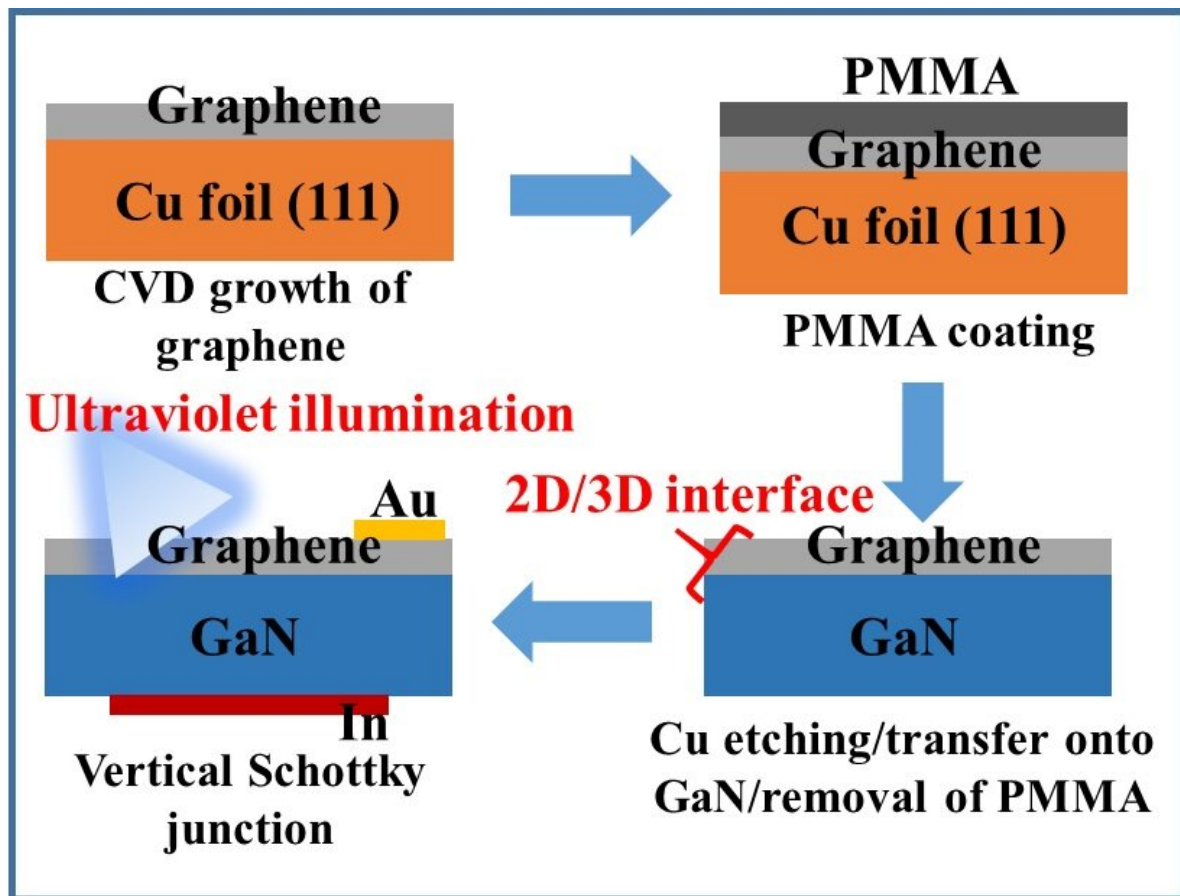 Graphene
Cu foil (111)
CVD growth of
graphene
PMMA
Graphene
Cu foil (111)
PMMA coating
Ultraviolet illumination
Au
Graphene
GaN
In
Vertical Schottky
junction
2D/3D interface
Graphene
GaN
Cu etching/transfer onto
GaN/removal of PMMA